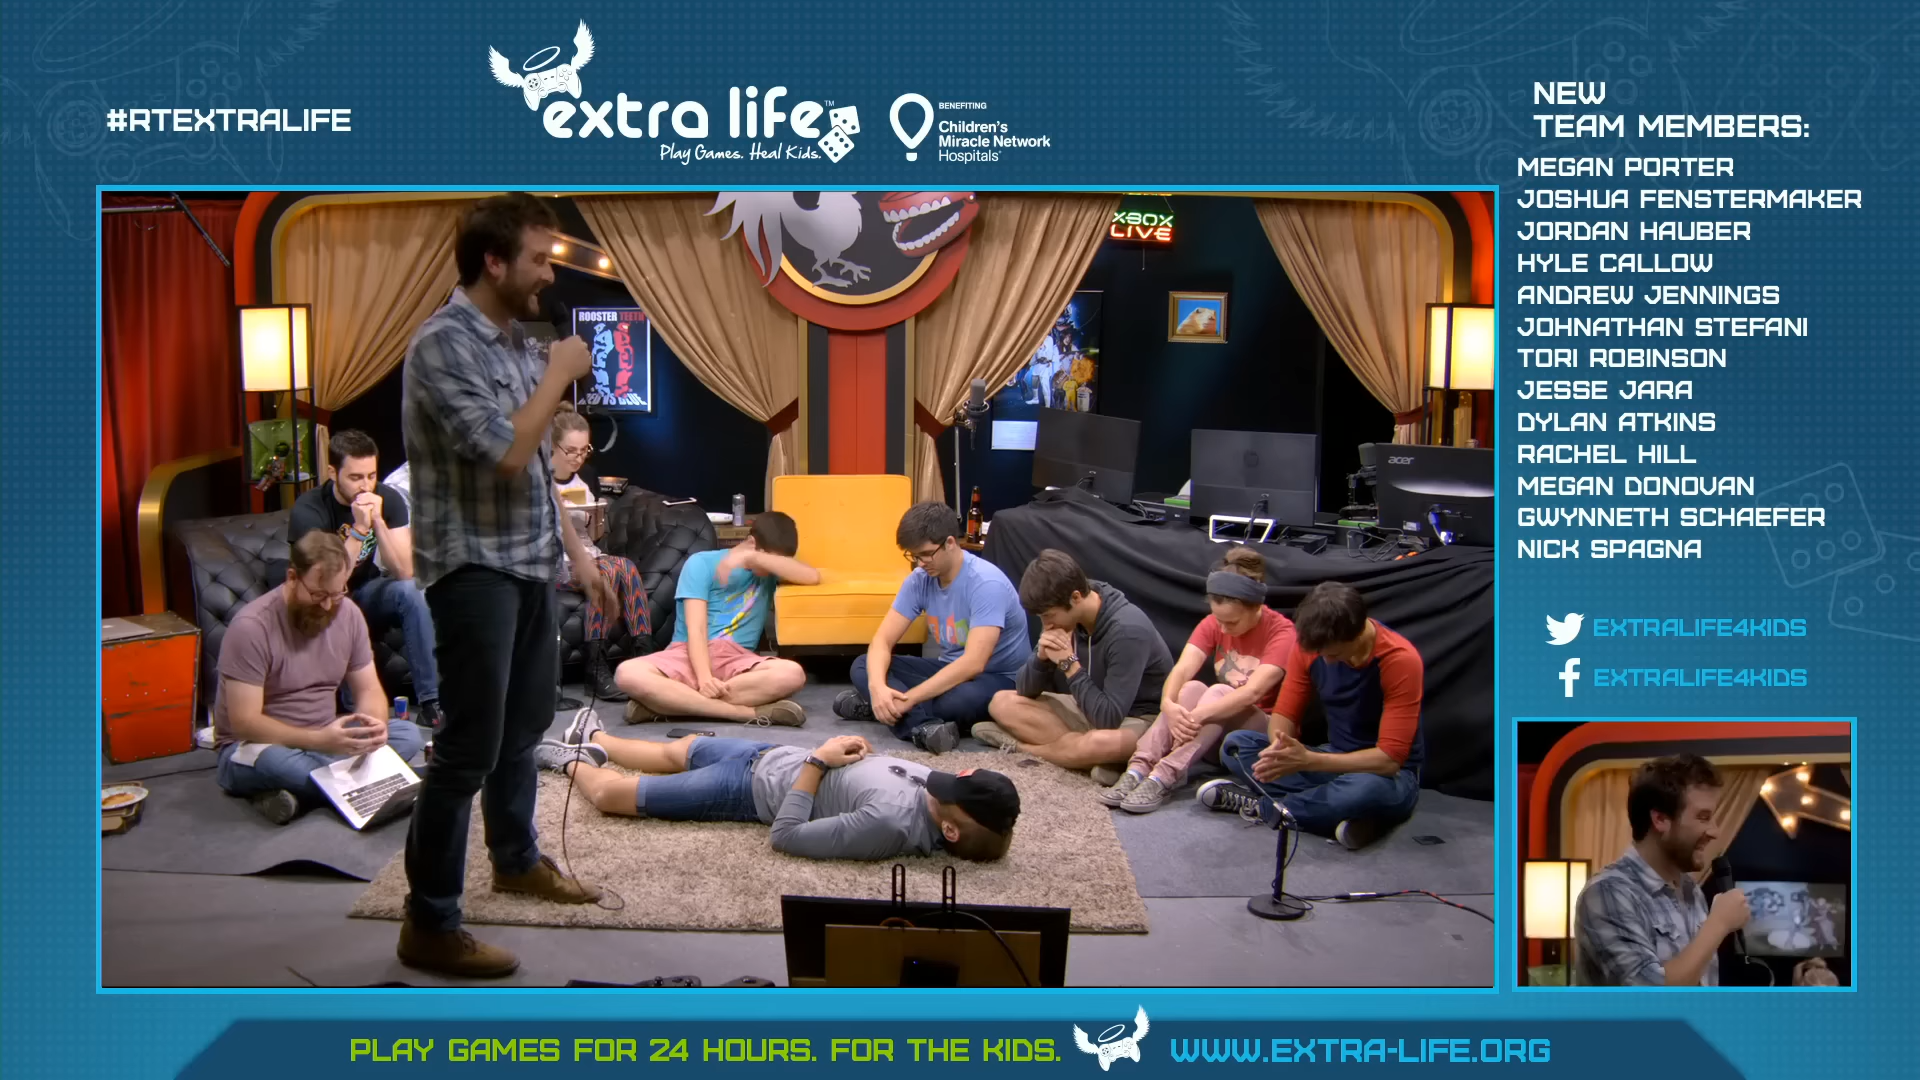 #RTEXTRALIFE
extra life™
Play Games. Heal Kids.
BENEFITING
Children's
Miracle Network
Hospitals
NEW
TEAM MEMBERS:
MEGAN PORTER
JOSHUA FENSTERMAKER
JORDAN HAUBER
HYLE CALLOW
ANDREW JENNINGS
JOHNATHAN STEFANI
TORI ROBINSON
JESSE JARA
DYLAN ATKINS
RACHEL HILL
MEGAN DONOVAN
GWYNNETH SCHAEFER
NICK SPAGNA
EXTRALIFE4KIDS
EXTRALIFE4KIDS
XBOX
LIVE
ROOSTER TEETH
acer
PLAY GAMES FOR 24 HOURS. FOR THE KIDS.
WWW.EXTRA-LIFE.ORG